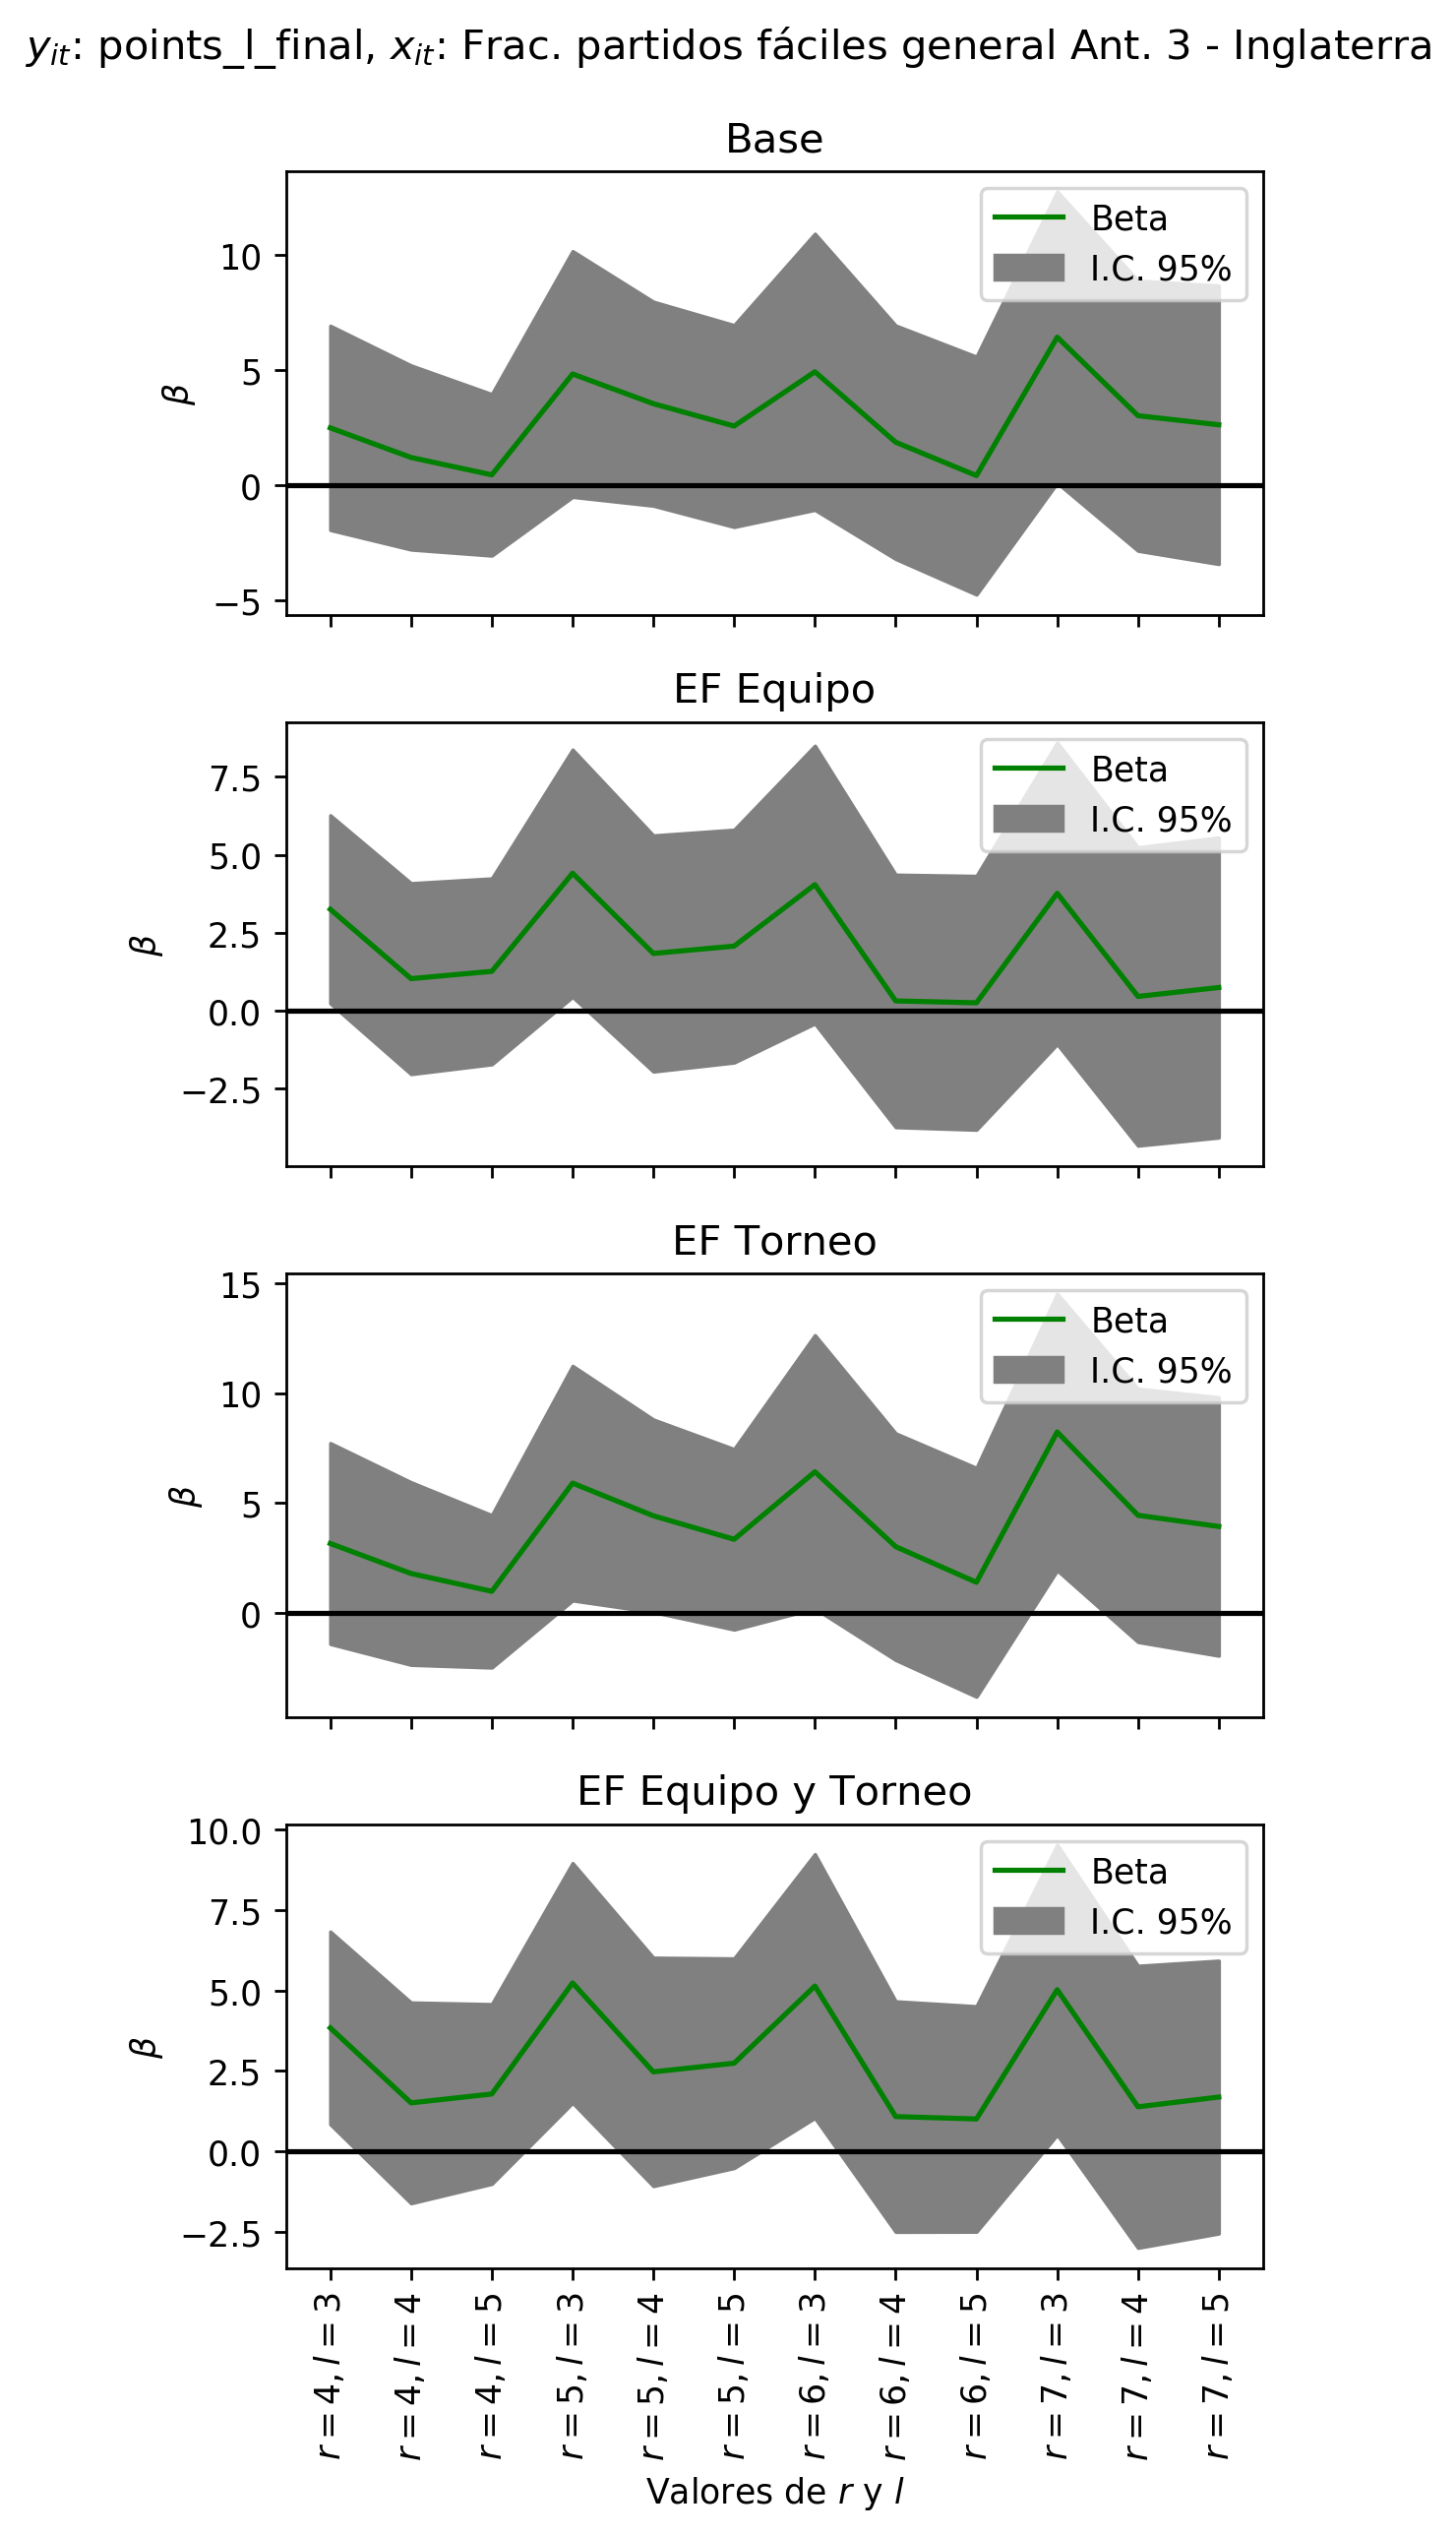 y_it: points_l_final, x_it: Frac. partidos fáciles general Ant. 3 - Inglaterra
Base
10
5
0
−5
β
Beta
I.C. 95%
EF Equipo
7.5
5.0
2.5
0.0
−2.5
β
Beta
I.C. 95%
EF Torneo
15
10
5
0
β
Beta
I.C. 95%
EF Equipo y Torneo
10.0
7.5
5.0
2.5
0.0
−2.5
β
Beta
I.C. 95%
r = 4, l = 3
r = 4, l = 4
r = 4, l = 5
r = 5, l = 3
r = 5, l = 4
r = 5, l = 5
r = 6, l = 3
r = 6, l = 4
r = 6, l = 5
r = 7, l = 3
r = 7, l = 4
r = 7, l = 5
Valores de r y l